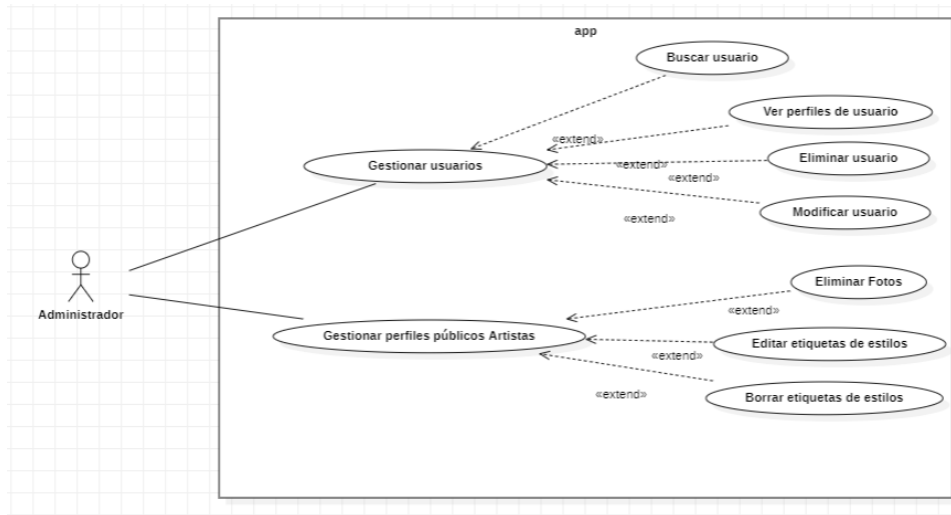 app
Buscar usuario
Ver perfiles de usuario
«extend»
Gestionar usuarios
«extend»
Eliminar usuario
«extend»
«extend»
Modificar usuario
Administrador
Eliminar Fotos
«extend»
Gestionar perfiles públicos Artistas
Editar etiquetas de estilos
«extend»
«extend»
Borrar etiquetas de estilos